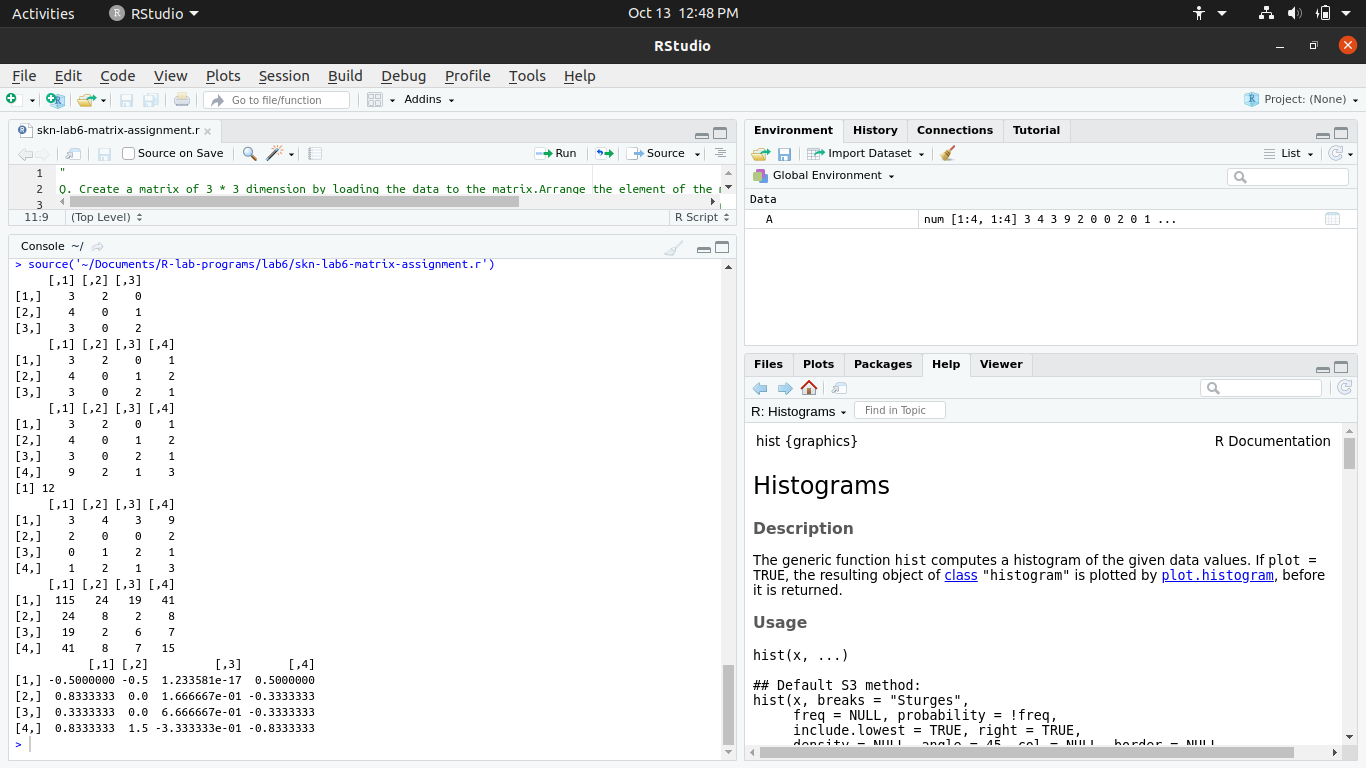 Activities RStudio Oct 13 12:48 PM
RStudio
File Edit Code View Plots Session Build Debug Profile Tools Help
Go to file/function Addins Project: (None)
skn-lab6-matrix-assignment.r
Source on Save Run Source
1 "
2 Q. Create a matrix of 3 * 3 dimension by loading the data to the matrix.Arrange the element of the
3
11:9 (Top Level) R Script
Console ~/
> source('~/Documents/R-lab-programs/lab6/skn-lab6-matrix-assignment.r')
     [,1] [,2] [,3]
[1,]    3    2    0
[2,]    4    0    1
[3,]    3    0    2
     [,1] [,2] [,3] [,4]
[1,]    3    2    0    1
[2,]    4    0    1    2
[3,]    3    0    2    1
     [,1] [,2] [,3] [,4]
[1,]    3    2    0    1
[2,]    4    0    1    2
[3,]    3    0    2    1
[4,]    9    2    1    3
[1] 12
     [,1] [,2] [,3] [,4]
[1,]    3    4    3    9
[2,]    2    0    0    2
[3,]    0    1    2    1
[4,]    1    2    1    3
     [,1] [,2] [,3] [,4]
[1,]  115   24   19   41
[2,]   24    8    2    8
[3,]   19    2    6    7
[4,]   41    8    7   15
           [,1] [,2]          [,3]       [,4]
[1,] -0.5000000 -0.5  1.233581e-17  0.5000000
[2,]  0.8333333  0.0  1.666667e-01 -0.3333333
[3,]  0.3333333  0.0  6.666667e-01 -0.3333333
[4,]  0.8333333  1.5 -3.333333e-01 -0.8333333
>
Environment History Connections Tutorial
Import Dataset List
Global Environment
Data
A num [1:4, 1:4] 3 4 3 9 2 0 0 2 0 1 ...
Files Plots Packages Help Viewer
R: Histograms Find in Topic
hist {graphics} R Documentation
Histograms
Description
The generic function hist computes a histogram of the given data values. If plot =
TRUE, the resulting object of class "histogram" is plotted by plot.histogram, before
it is returned.
Usage
hist(x, ...)
## Default S3 method:
hist(x, breaks = "Sturges",
     freq = NULL, probability = !freq,
     include.lowest = TRUE, right = TRUE,
     density = NULL, angle = 45, col = NULL, border = NULL,